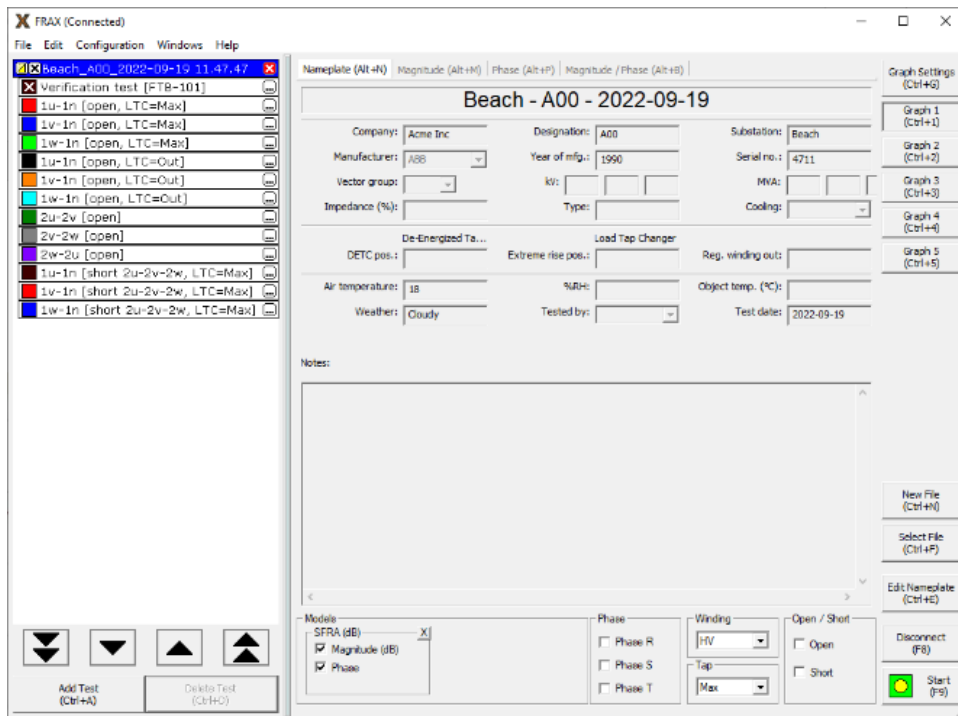 FRAX (Connected)
File Edit Configuration Windows Help
Beach_A00_2022-09-19 11.47.47
Verification test [FTB-101]
1u-1n [open, LTC=Max]
1v-1n [open, LTC=Max]
1w-1n [open, LTC=Max]
1u-1n [open, LTC=Out]
1v-1n [open, LTC=Out]
1w-1n [open, LTC=Out]
2u-2v [open]
2v-2w [open]
2w-2u [open]
1u-1n [short 2u-2v-2w, LTC=Max]
1v-1n [short 2u-2v-2w, LTC=Max]
1w-1n [short 2u-2v-2w, LTC=Max]
Add Test
(Ctrl+A)
Delete Test
(Ctrl+D)
Nameplate (Alt+N) Magnitude (Alt+M) Phase (Alt+P) Magnitude / Phase (Alt+B)
Beach - A00 - 2022-09-19
Company: Acme Inc Designation: A00 Substation: Beach
Manufacturer: ABB Year of mfg.: 1990 Serial no.: 4711
Vector group: kV: MVA:
Impedance (%): Type: Cooling:
De-Energized Ta... Load Tap Changer
DETC pos.: Extreme rise pos.: Reg. winding out:
Air temperature: 18 %RH: Object temp. (°C):
Weather: Cloudy Tested by: Test date: 2022-09-19
Notes:
Models
SFRA (dB) X
Magnitude (dB)
Phase
Phase
Phase R
Phase S
Phase T
Winding
HV
Tap
Max
Open / Short
Open
Short
Graph Settings
(Ctrl+G)
Graph 1
(Ctrl+1)
Graph 2
(Ctrl+2)
Graph 3
(Ctrl+3)
Graph 4
(Ctrl+4)
Graph 5
(Ctrl+5)
New File
(Ctrl+N)
Select File
(Ctrl+F)
Edit Nameplate
(Ctrl+E)
Disconnect
(F8)
Start
(F9)